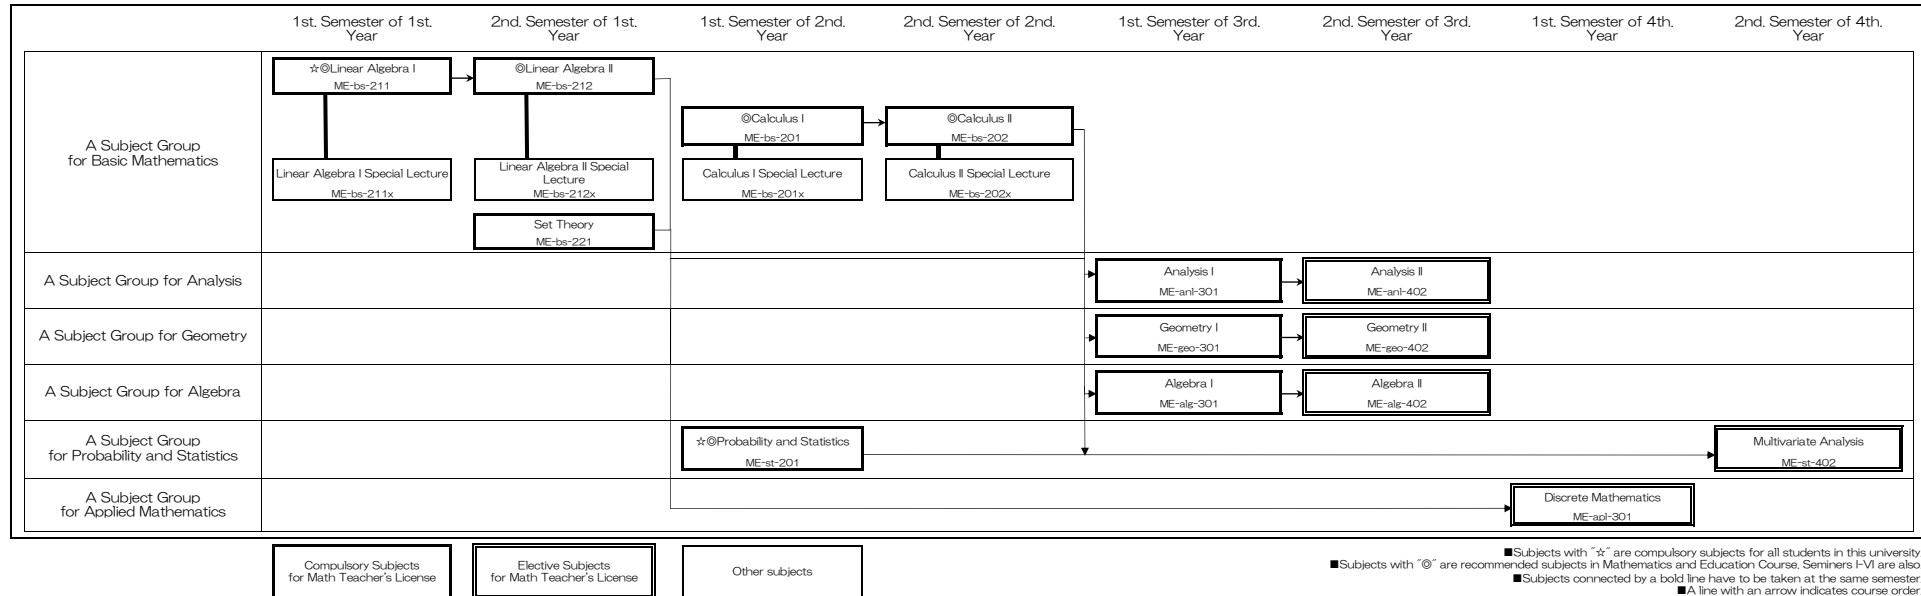 1st. Semester of 1st.
Year
2nd. Semester of 1st.
Year
1st. Semester of 2nd.
Year
2nd. Semester of 2nd.
Year
1st. Semester of 3rd.
Year
2nd. Semester of 3rd.
Year
1st. Semester of 4th.
Year
2nd. Semester of 4th.
Year
A Subject Group
for Basic Mathematics
☆◎Linear Algebra Ⅰ
ME-bs-211
◎Linear Algebra Ⅱ
ME-bs-212
◎Calculus Ⅰ
ME-bs-201
◎Calculus Ⅱ
ME-bs-202
Linear Algebra Ⅰ Special Lecture
ME-bs-211x
Linear Algebra Ⅱ Special
Lecture
ME-bs-212x
Calculus Ⅰ Special Lecture
ME-bs-201x
Calculus Ⅱ Special Lecture
ME-bs-202x
Set Theory
ME-bs-221
A Subject Group for Analysis
Analysis Ⅰ
ME-anl-301
Analysis Ⅱ
ME-anl-402
A Subject Group for Geometry
Geometry Ⅰ
ME-geo-301
Geometry Ⅱ
ME-geo-402
A Subject Group for Algebra
Algebra Ⅰ
ME-alg-301
Algebra Ⅱ
ME-alg-402
A Subject Group
for Probability and Statistics
☆◎Probability and Statistics
ME-st-201
Multivariate Analysis
ME-st-402
A Subject Group
for Applied Mathematics
Discrete Mathematics
ME-apl-301
Compulsory Subjects
for Math Teacher's License
Elective Subjects
for Math Teacher's License
Other subjects
■Subjects with "☆" are compulsory subjects for all students in this university.
■Subjects with "◎" are recommended subjects in Mathematics and Education Course, Seminers Ⅰ-Ⅵ are also.
■Subjects connected by a bold line have to be taken at the same semester.
■A line with an arrow indicates course order.